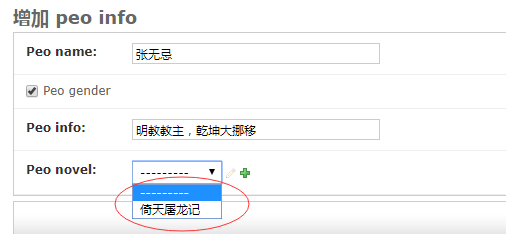 增加 peo info
Peo name: 张无忌
Peo gender
Peo info: 明教教主，乾坤大挪移
Peo novel: ---------
---------
倚天屠龙记